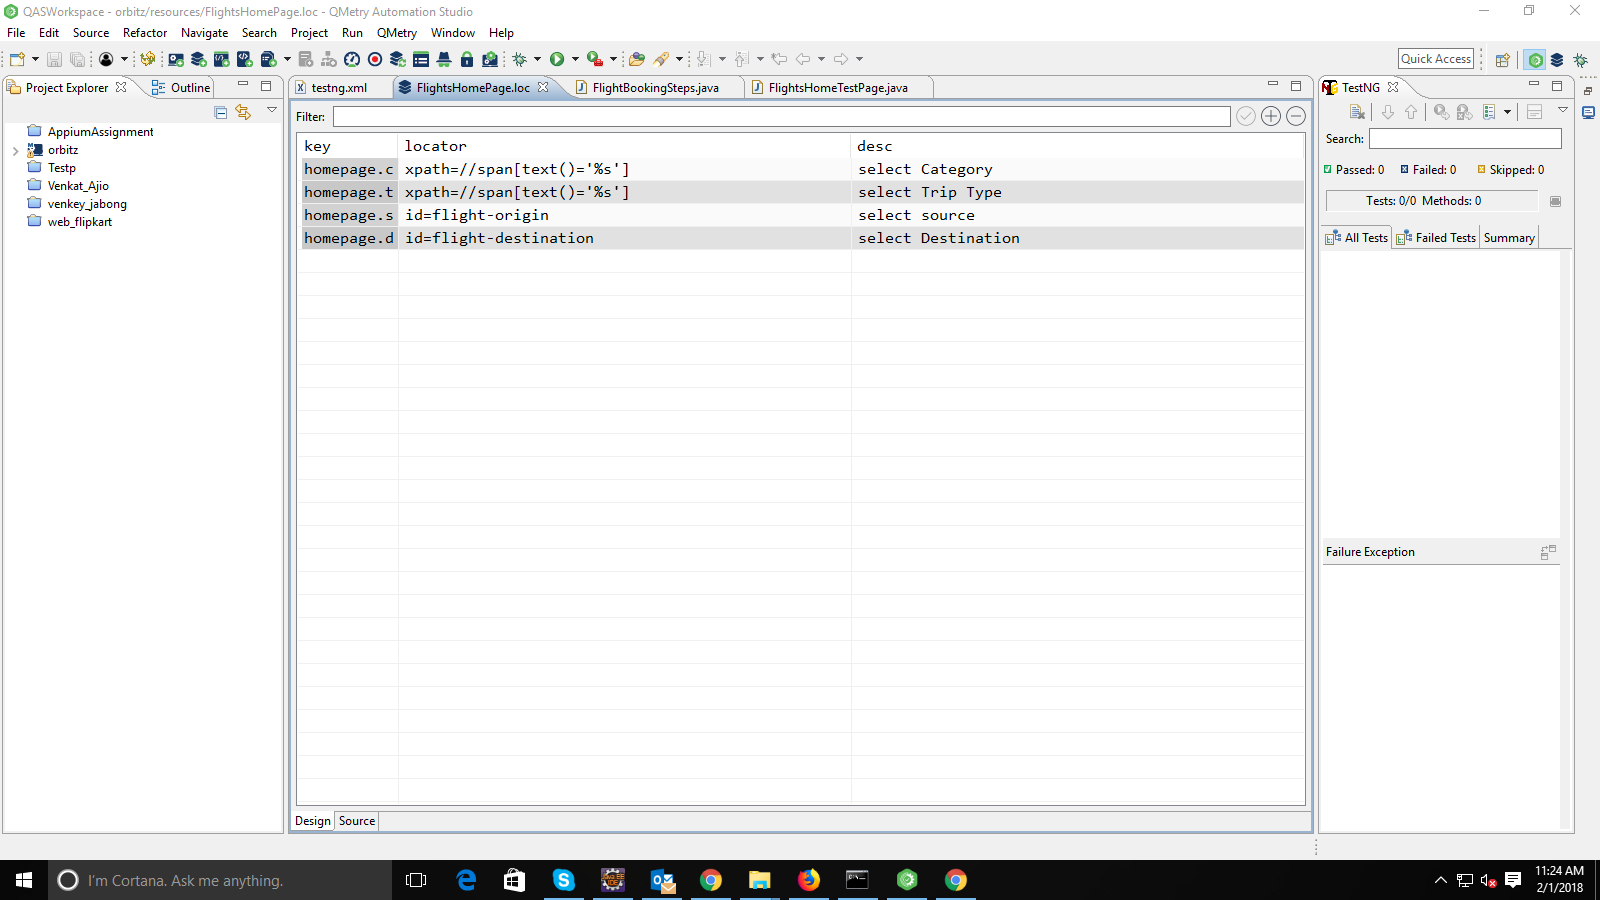 QASWorkspace - orbitz/resources/FlightsHomePage.loc - QMetry Automation Studio
File Edit Source Refactor Navigate Search Project Run QMetry Window Help
Quick Access
Project Explorer Outline
AppiumAssignment
orbitz
Testp
Venkat_Ajio
venkey_jabong
web_flipkart
testng.xml FlightsHomePage.loc FlightBookingSteps.java FlightsHomeTestPage.java
Filter:
key locator desc
homepage.c xpath=//span[text()='%s'] select Category
homepage.t xpath=//span[text()='%s'] select Trip Type
homepage.s id=flight-origin select source
homepage.d id=flight-destination select Destination
Design Source
TestNG
Search:
Passed: 0 Failed: 0 Skipped: 0
Tests: 0/0 Methods: 0
All Tests Failed Tests Summary
Failure Exception
I'm Cortana. Ask me anything.
11:24 AM
2/1/2018